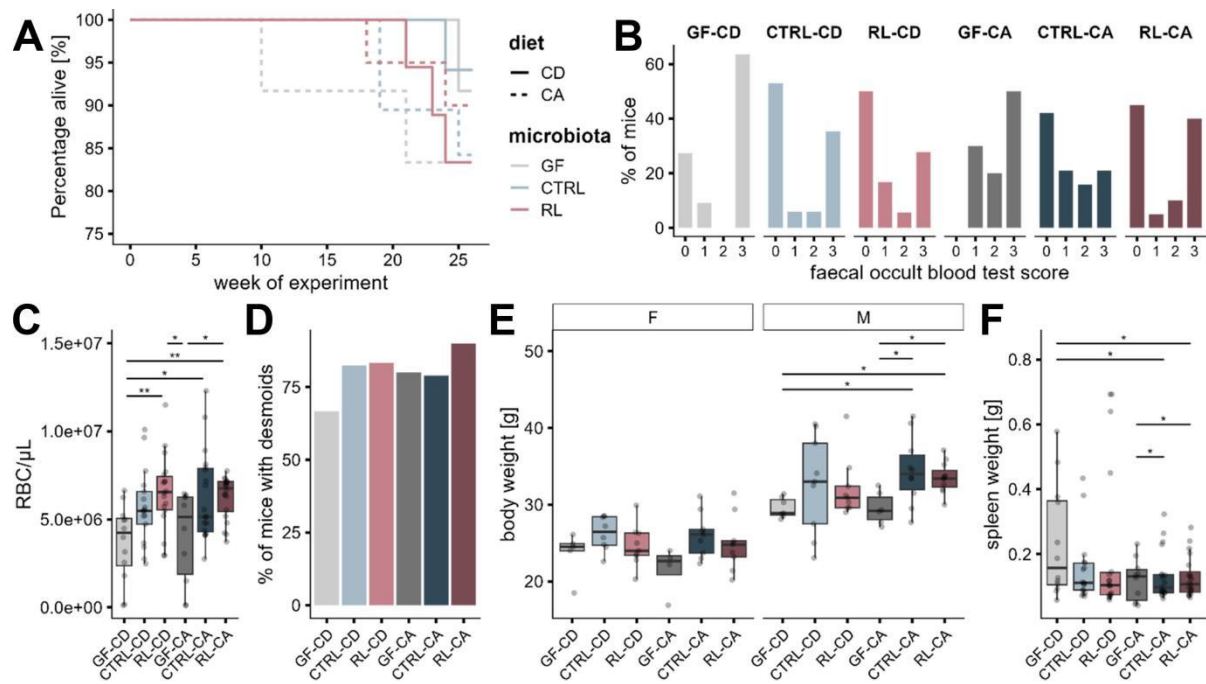 A
Percentage alive [%]
100
95
90
85
80
75
0 5 10 15 20 25
week of experiment
diet
CD
CA
microbiota
GF
CTRL
RL
B
GF-CD CTRL-CD RL-CD GF-CA CTRL-CA RL-CA
% of mice
60
40
20
0
0 1 2 3 0 1 2 3 0 1 2 3 0 1 2 3 0 1 2 3 0 1 2 3
faecal occult blood test score
C
RBC/μL
1.5e+07
1.0e+07
5.0e+06
0.0e+00
* *
**
*
**
GF-CD CTRL-CD RL-CD GF-CA CTRL-CA RL-CA
D
% of mice with desmoids
75
50
25
0
GF-CD CTRL-CD RL-CD GF-CA CTRL-CA RL-CA
E
body weight [g]
F M
50
40
30
20
*
*
*
*
GF-CD CTRL-CD RL-CD GF-CA CTRL-CA RL-CA GF-CD CTRL-CD RL-CD GF-CA CTRL-CA RL-CA
F
spleen weight [g]
0.8
0.6
0.4
0.2
*
*
*
*
GF-CD CTRL-CD RL-CD GF-CA CTRL-CA RL-CA